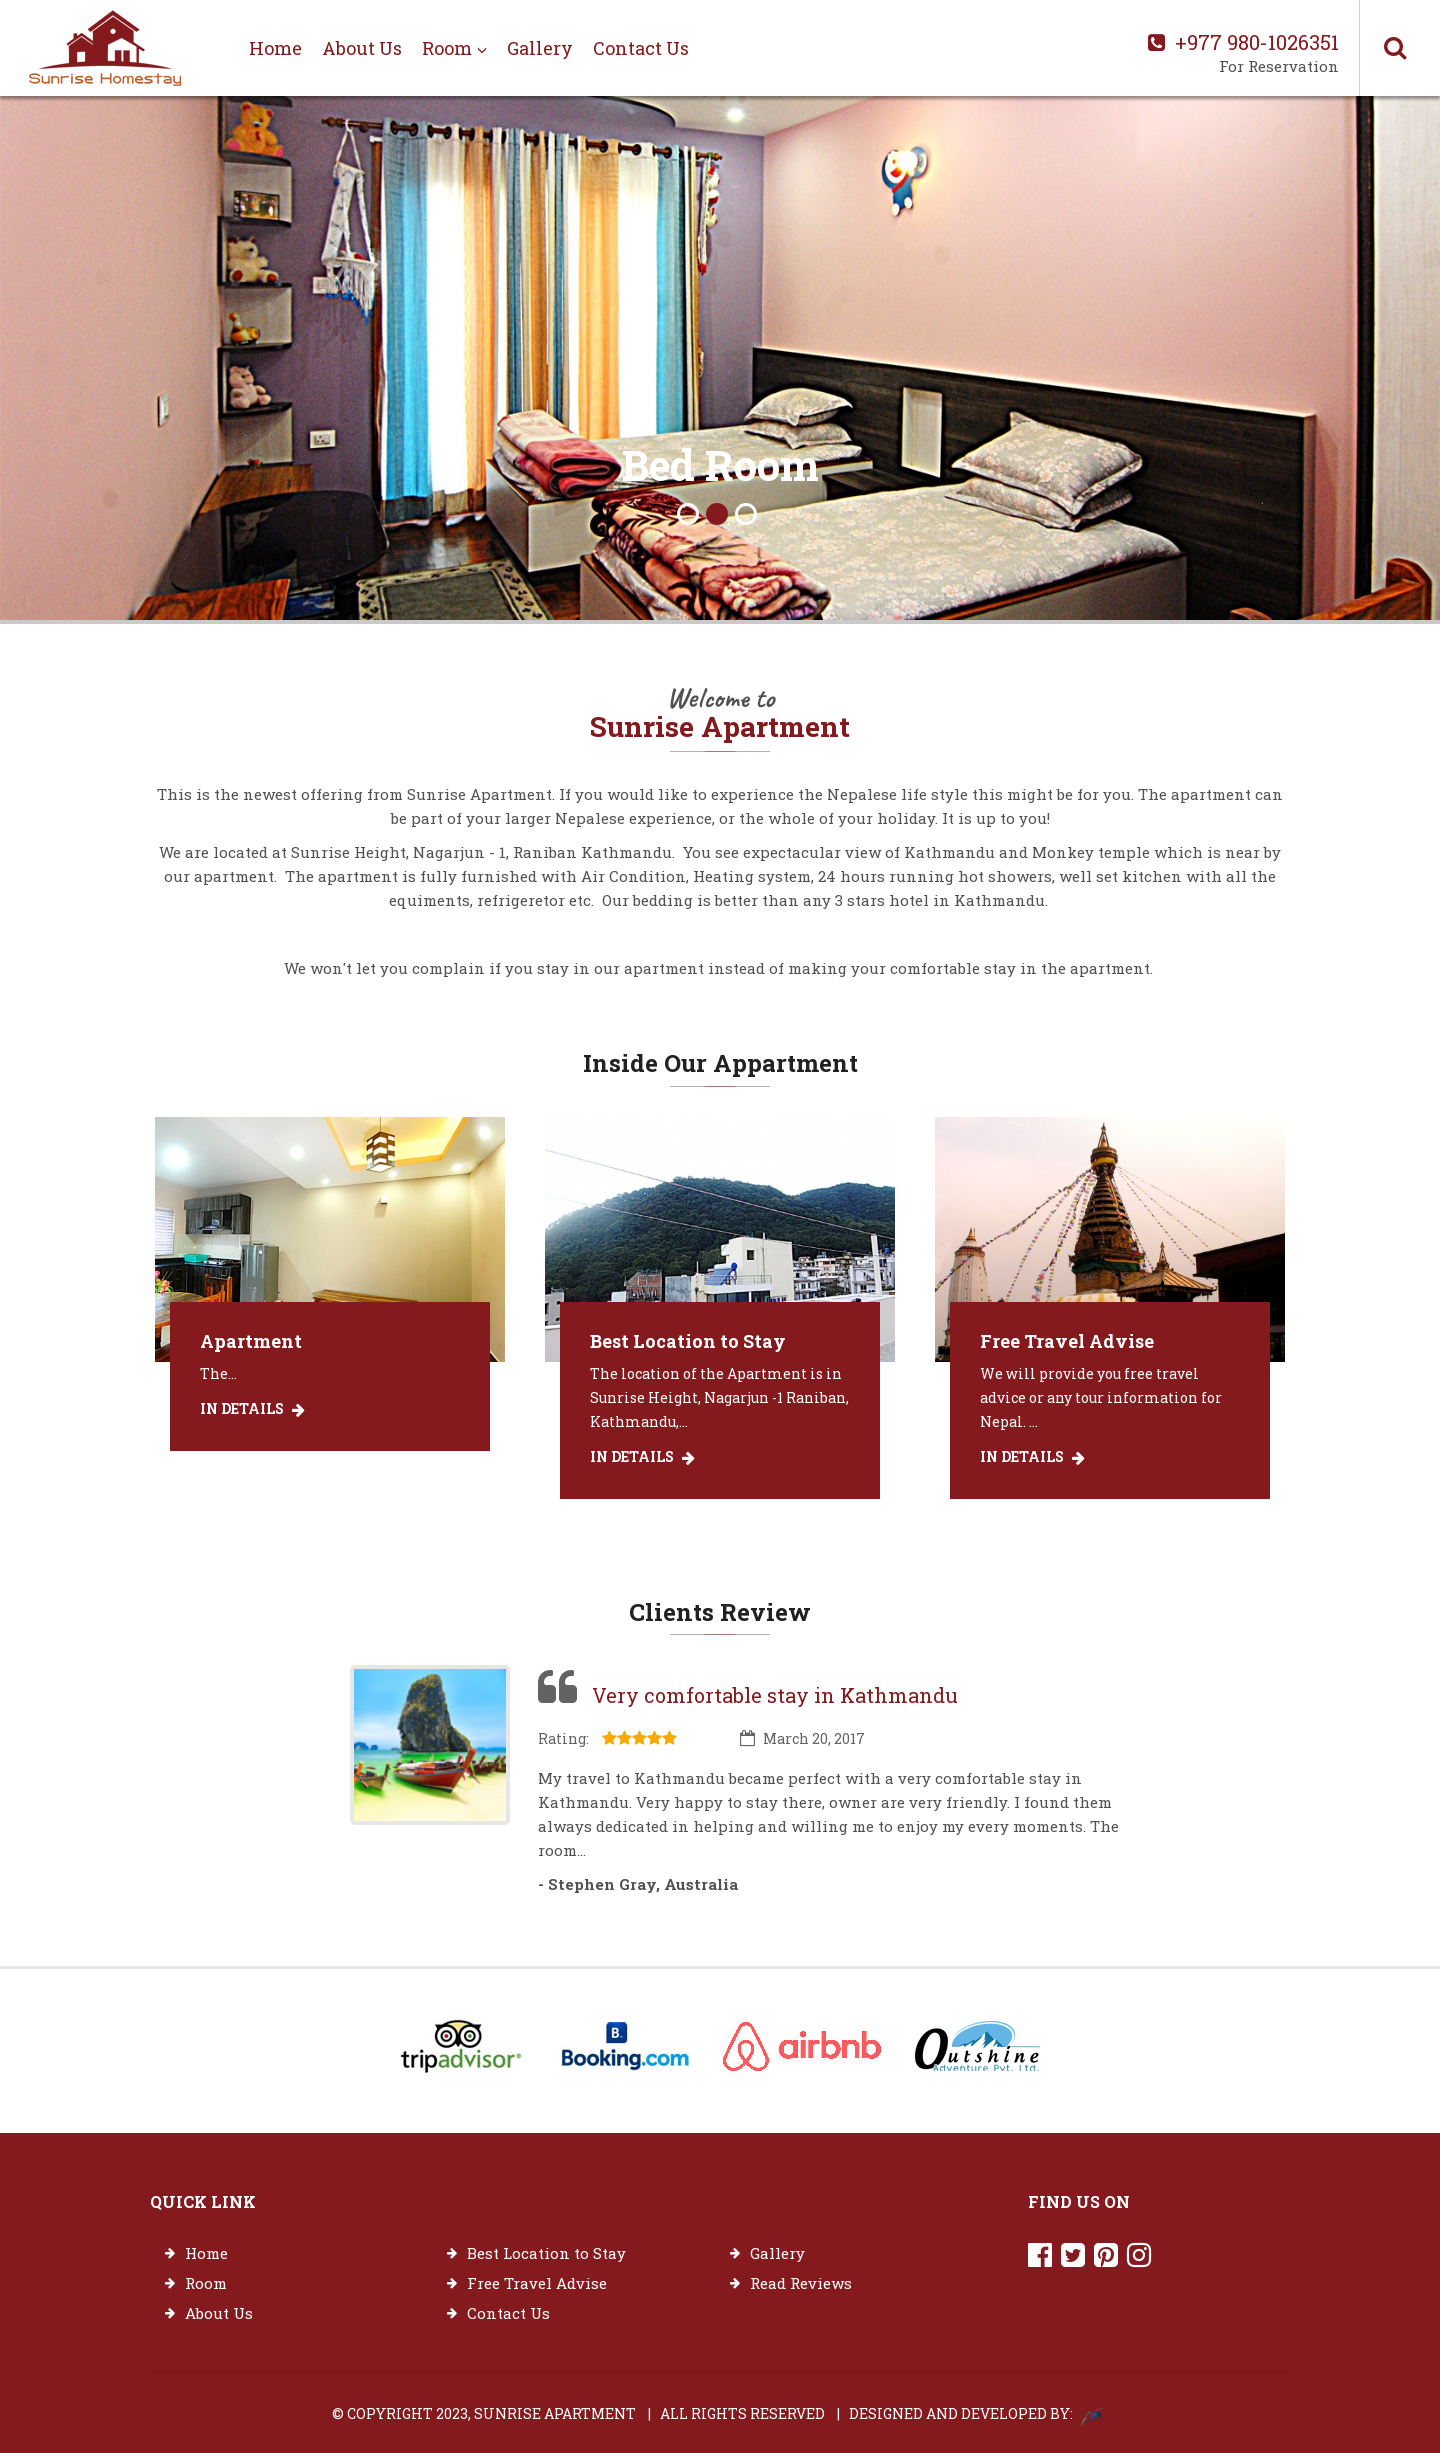 Sunrise Homestay
Home About Us Room Gallery Contact Us
+977 980-1026351
For Reservation
Bed Room
Welcome to
Sunrise Apartment
This is the newest offering from Sunrise Apartment. If you would like to experience the Nepalese life style this might be for you. The apartment can
be part of your larger Nepalese experience, or the whole of your holiday. It is up to you!
We are located at Sunrise Height, Nagarjun - 1, Raniban Kathmandu. You see expectacular view of Kathmandu and Monkey temple which is near by
our apartment. The apartment is fully furnished with Air Condition, Heating system, 24 hours running hot showers, well set kitchen with all the
equiments, refrigeretor etc. Our bedding is better than any 3 stars hotel in Kathmandu.
We won't let you complain if you stay in our apartment instead of making your comfortable stay in the apartment.
Inside Our Appartment
Apartment
The...
IN DETAILS
Best Location to Stay
The location of the Apartment is in
Sunrise Height, Nagarjun -1 Raniban,
Kathmandu,...
IN DETAILS
Free Travel Advise
We will provide you free travel
advice or any tour information for
Nepal. ...
IN DETAILS
Clients Review
Very comfortable stay in Kathmandu
Rating: March 20, 2017
My travel to Kathmandu became perfect with a very comfortable stay in
Kathmandu. Very happy to stay there, owner are very friendly. I found them
always dedicated in helping and willing me to enjoy my every moments. The
room...
- Stephen Gray, Australia
tripadvisor®
B.
Booking.com
airbnb
Outshine
Adventure Pvt. Ltd.
QUICK LINK
Home
Room
About Us
Best Location to Stay
Free Travel Advise
Contact Us
Gallery
Read Reviews
FIND US ON
© COPYRIGHT 2023, SUNRISE APARTMENT | ALL RIGHTS RESERVED | DESIGNED AND DEVELOPED BY: